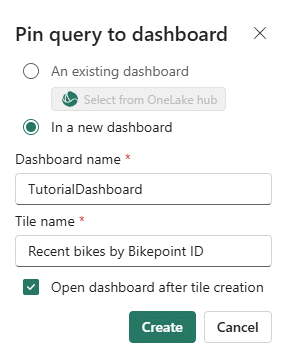 Pin query to dashboard
An existing dashboard
Select from OneLake hub
In a new dashboard
Dashboard name *
TutorialDashboard
Tile name *
Recent bikes by Bikepoint ID
Open dashboard after tile creation
Create Cancel